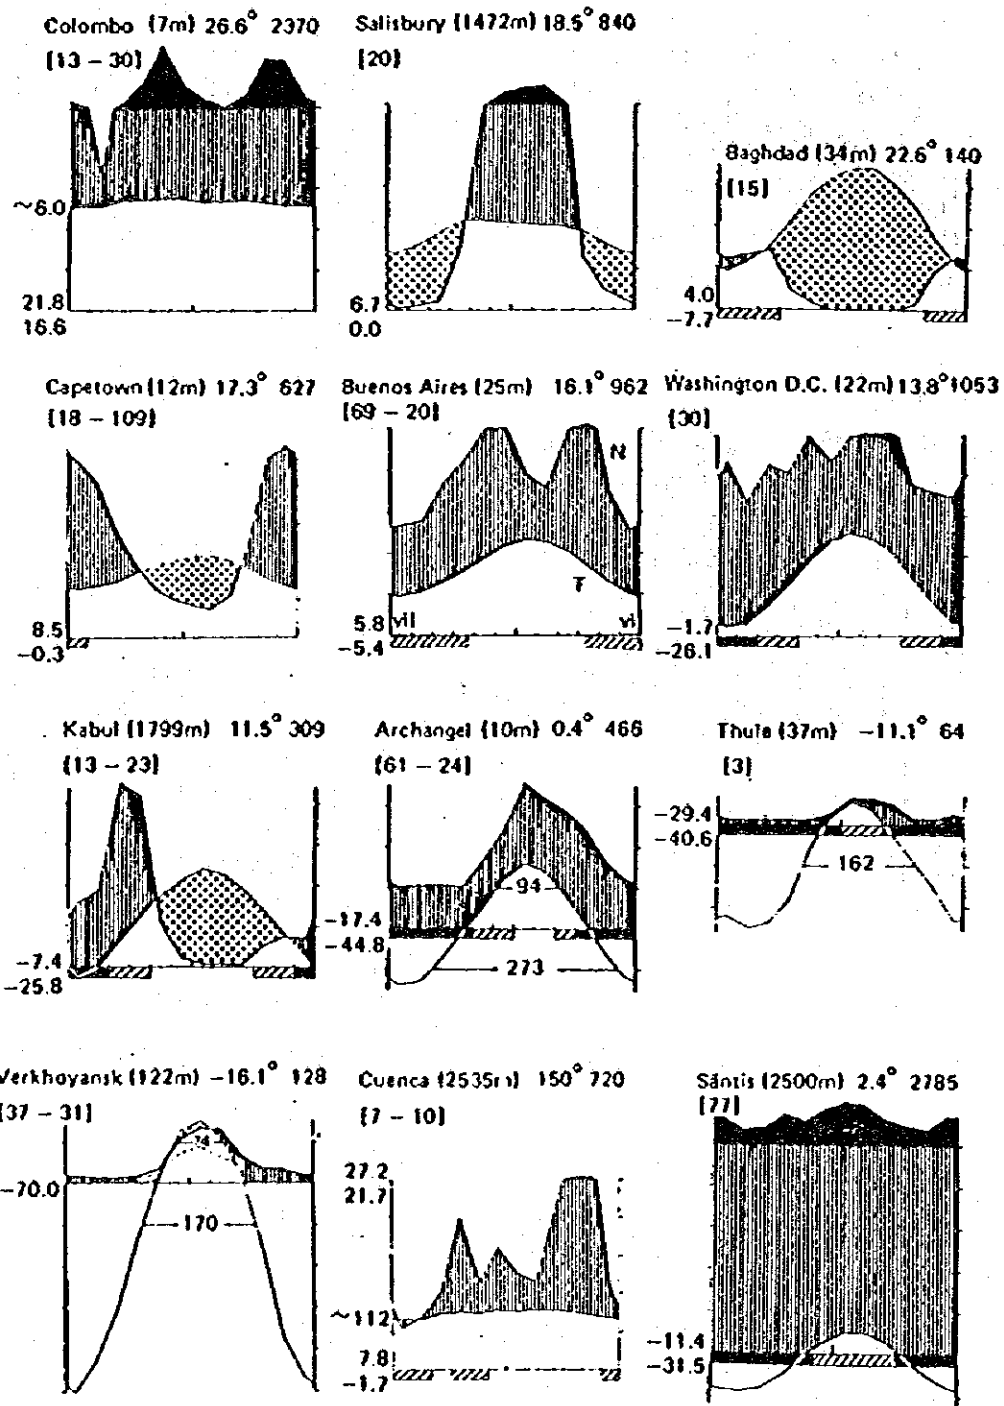 Colombo (7m) 26.6° 2370
[13 – 30]
~6.0
21.8
16.6
Salisbury (1472m) 18.5° 840
[20]
6.7
0.0
Baghdad (34m) 22.6° 140
[15]
4.0
–7.7
Capetown (12m) 17.3° 627
[18 – 109]
8.5
–0.3
Buenos Aires (25m) 16.1° 962
[69 – 20]
N
T
5.8
–5.4
vii
vi
Washington D.C. (22m) 13.8° 1053
[30]
–1.7
–26.1
Kabul (1799m) 11.5° 309
[13 – 23]
–7.4
–25.8
Archangel (10m) 0.4° 466
[61 – 24]
94
–17.4
–44.8
273
Thule (37m) –11.1° 64
[3]
–29.4
–40.6
162
Verkhoyansk (122m) –16.1° 128
[37 – 31]
74
–70.0
170
Cuenca (2535m) 150° 720
[7 – 10]
27.2
21.7
~112
7.8
–1.7
Säntis (2500m) 2.4° 2785
[77]
–11.4
–31.5